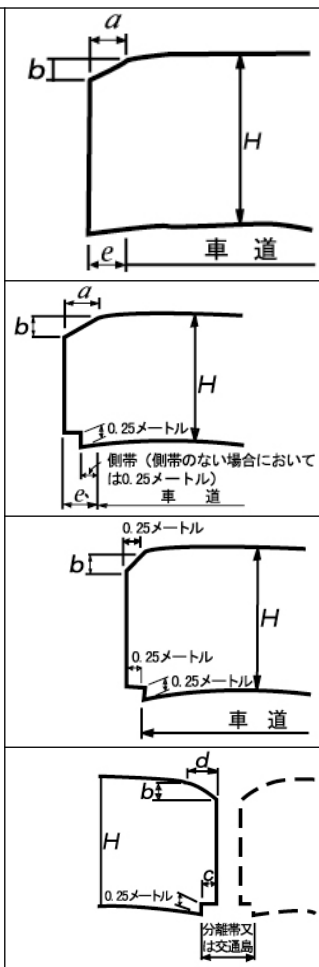 a
b
H
e
車 道
a
b
H
0.25メートル
側帯（側帯のない場合において
は0.25メートル）
e
車 道
0.25メートル
b
H
0.25メートル
0.25メートル
車 道
d
b
H
c
0.25メートル
分離帯又
は交通島